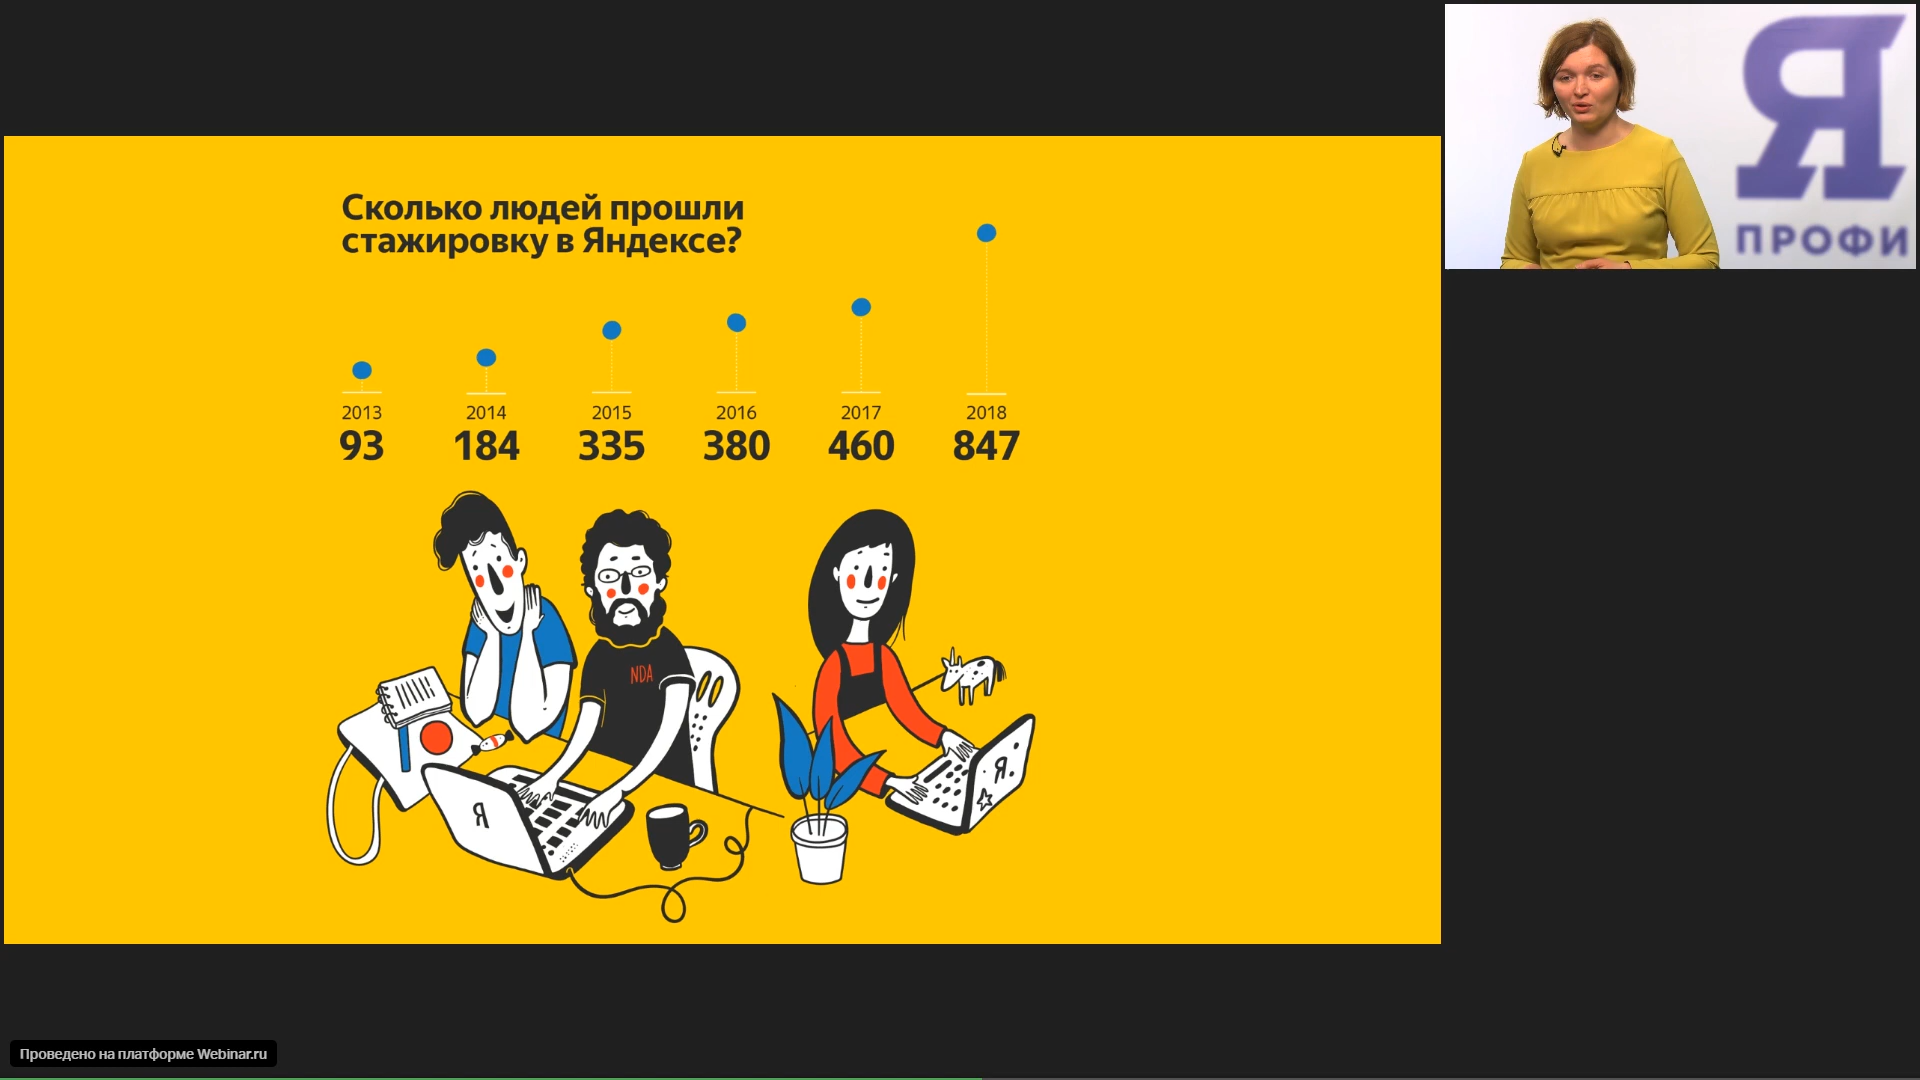 Сколько людей прошли
стажировку в Яндексе?
2013
93
2014
184
2015
335
2016
380
2017
460
2018
847
NDA
Я
Я
Я
ПРОФИ
Проведено на платформе Webinar.ru